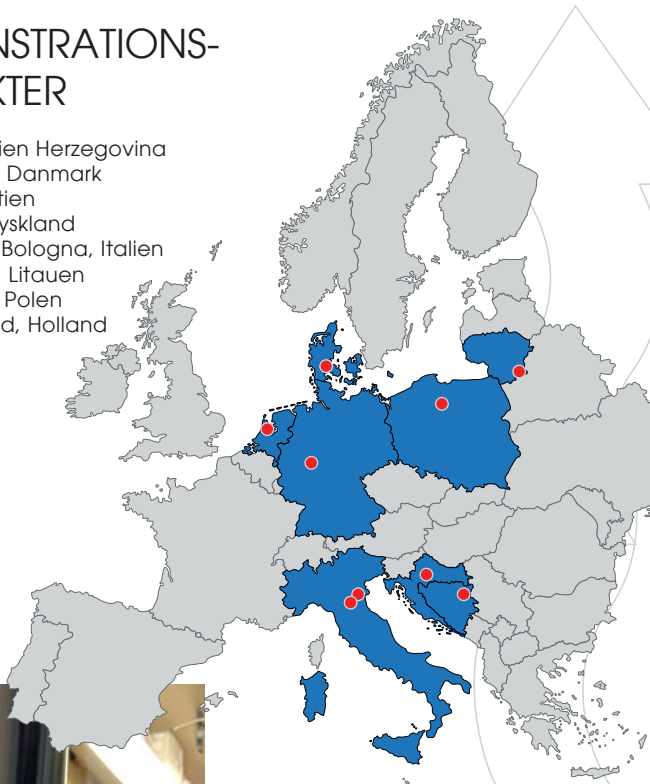 NSTRATIONS-
KTER
ien Herzegovina
Danmark
tien
yskland
Bologna, Italien
Litauen
Polen
d, Holland